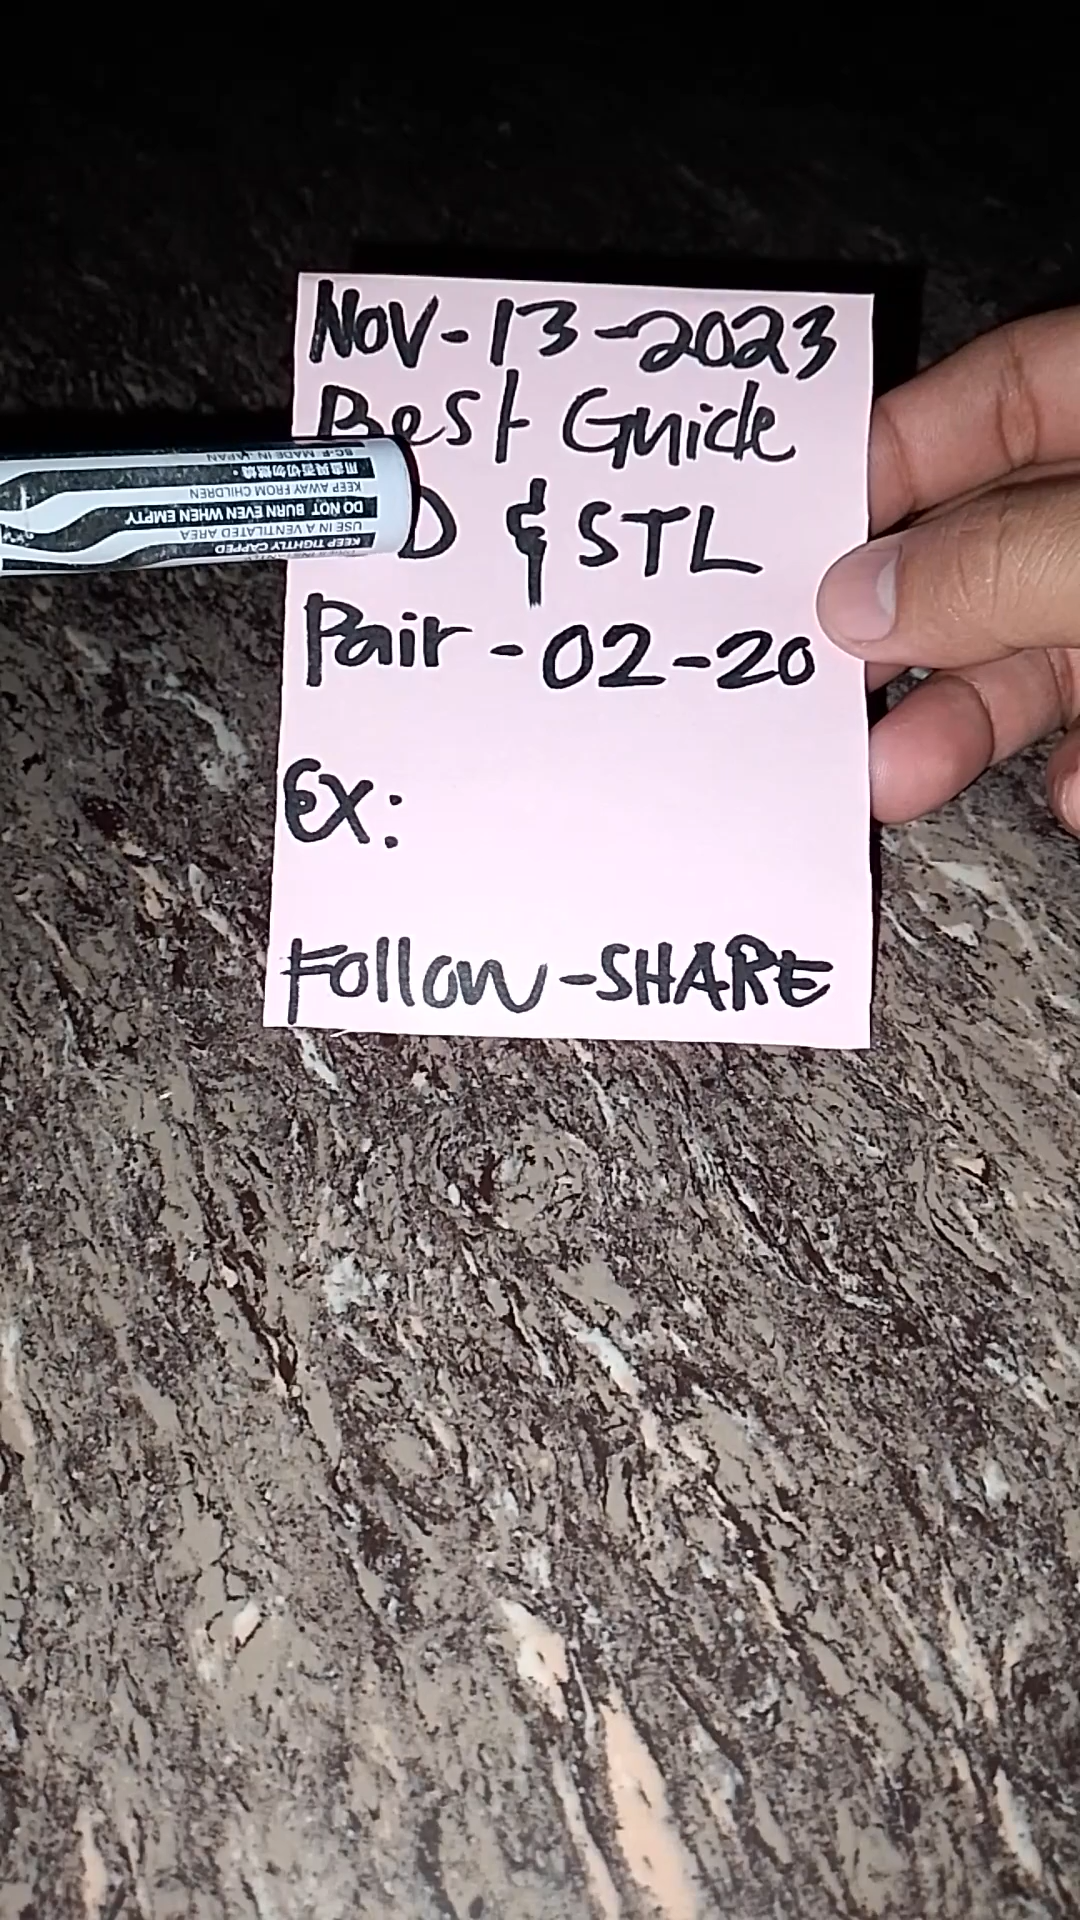 Nov-13-2023
Best Guide
D & STL
Pair - 02-20
EX:
Follow-SHARE
SC-P MADE IN JAPAN
KEEP AWAY FROM CHILDREN
DO NOT BURN EVEN WHEN EMPTY
USE IN A VENTILATED AREA
KEEP TIGHTLY CAPPED